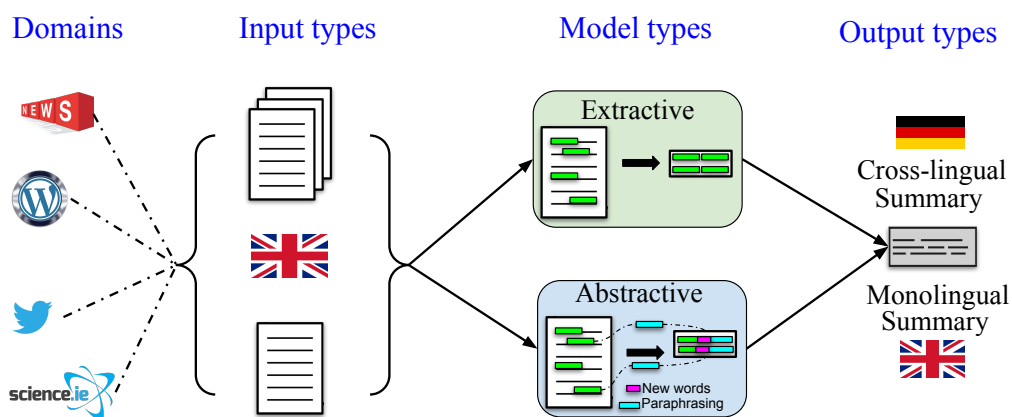 Domains
Input types
Model types
Output types
NEWS
W
science.ie
Extractive
Abstractive
New words
Paraphrasing
Cross-lingual
Summary
Monolingual
Summary